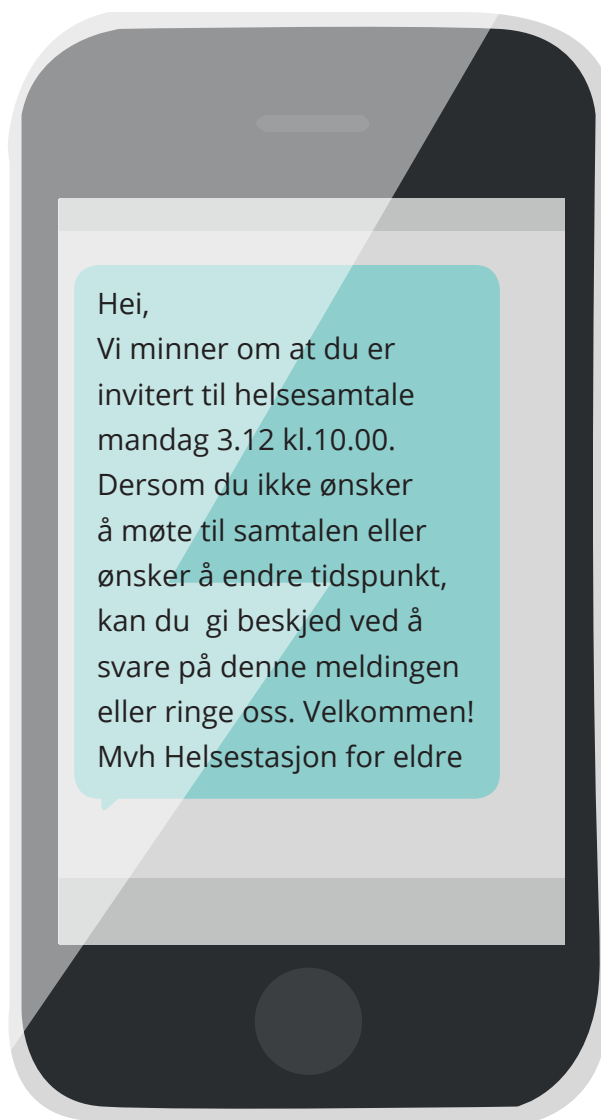 Hei,
Vi minner om at du er
invitert til helsesamtale
mandag 3.12 kl.10.00.
Dersom du ikke ønsker
å møte til samtalen eller
ønsker å endre tidspunkt,
kan du  gi beskjed ved å
svare på denne meldingen
eller ringe oss. Velkommen!
Mvh Helsestasjon for eldre